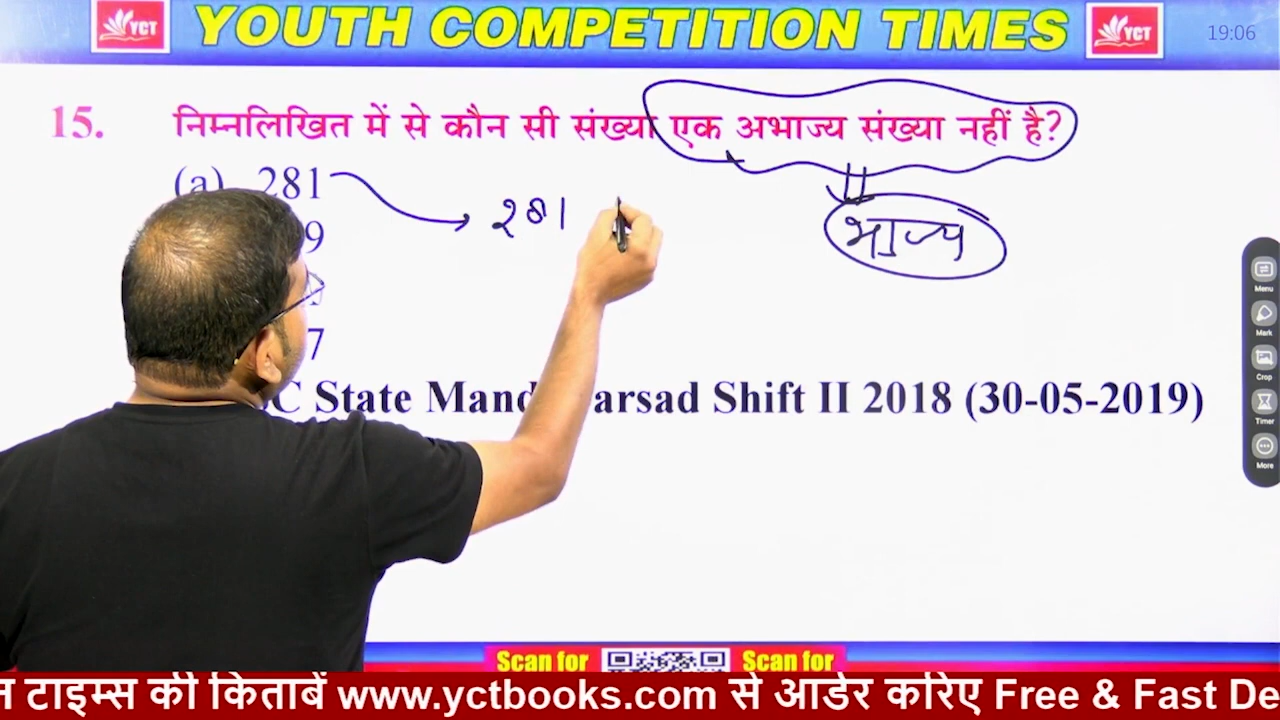 YCT YOUTH COMPETITION TIMES YCT
19:06
15. निम्नलिखित में से कौन सी संख्या एक अभाज्य संख्या नहीं है?
(a) 281
281
भाज्य
9
7
C State Mand arsad Shift II 2018 (30-05-2019)
Menu
Mark
Crop
Timer
More
Scan for Scan for
न टाइम्स की किताबें www.yctbooks.com से आर्डर करिए Free & Fast De